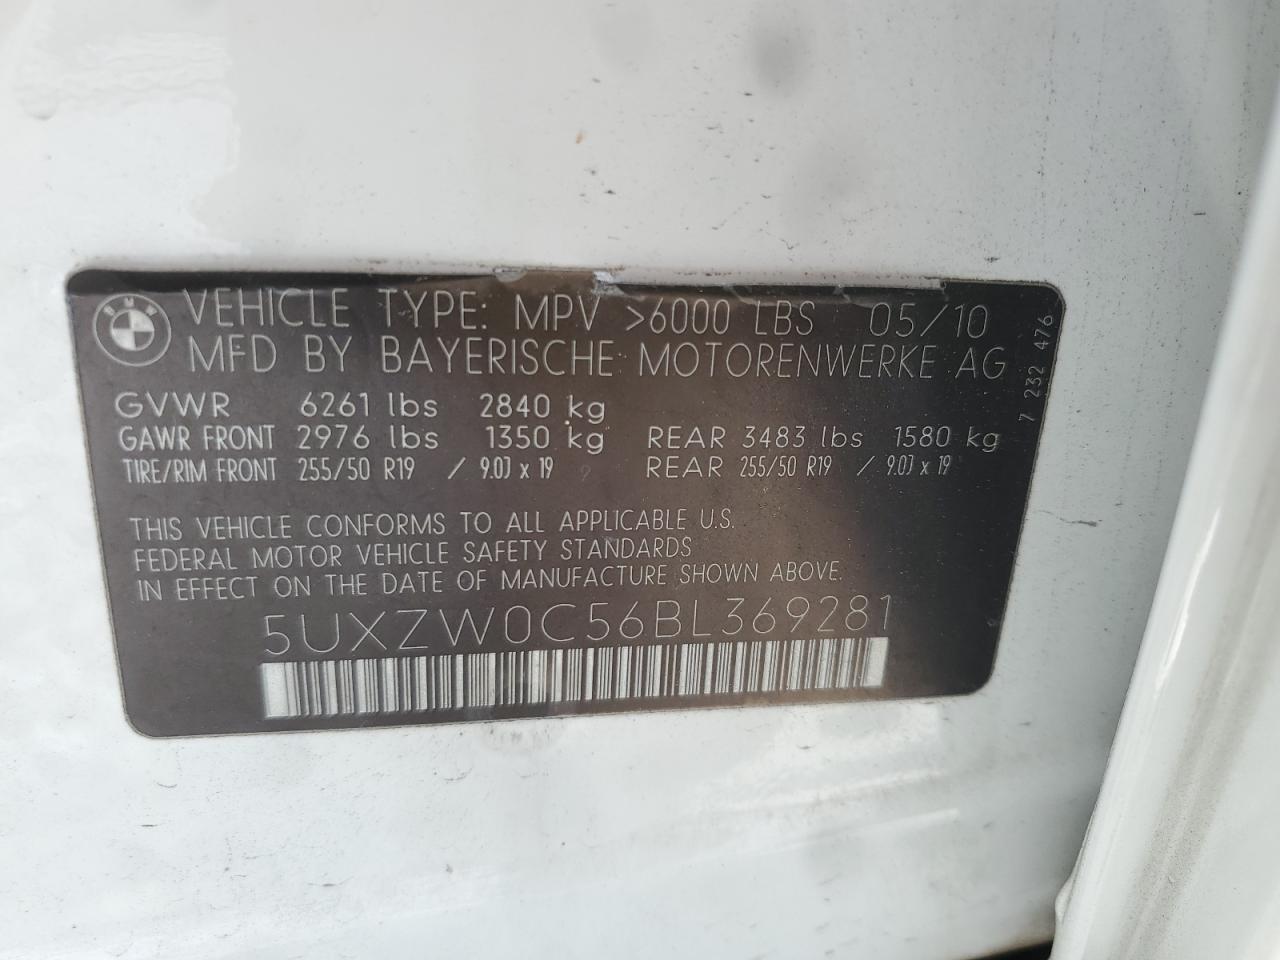 VEHICLE TYPE: MPV >6000 LBS 05/10
MFD BY BAYERISCHE MOTORENWERKE AG
GVWR 6261 lbs 2840 kg
GAWR FRONT 2976 lbs 1350 kg REAR 3483 lbs 1580 kg
TIRE/RIM FRONT 255/50 R19 / 9.0J x 19 REAR 255/50 R19 / 9.0J x 19
THIS VEHICLE CONFORMS TO ALL APPLICABLE U.S.
FEDERAL MOTOR VEHICLE SAFETY STANDARDS
IN EFFECT ON THE DATE OF MANUFACTURE SHOWN ABOVE.
5UXZW0C56BL369281
7 232 476